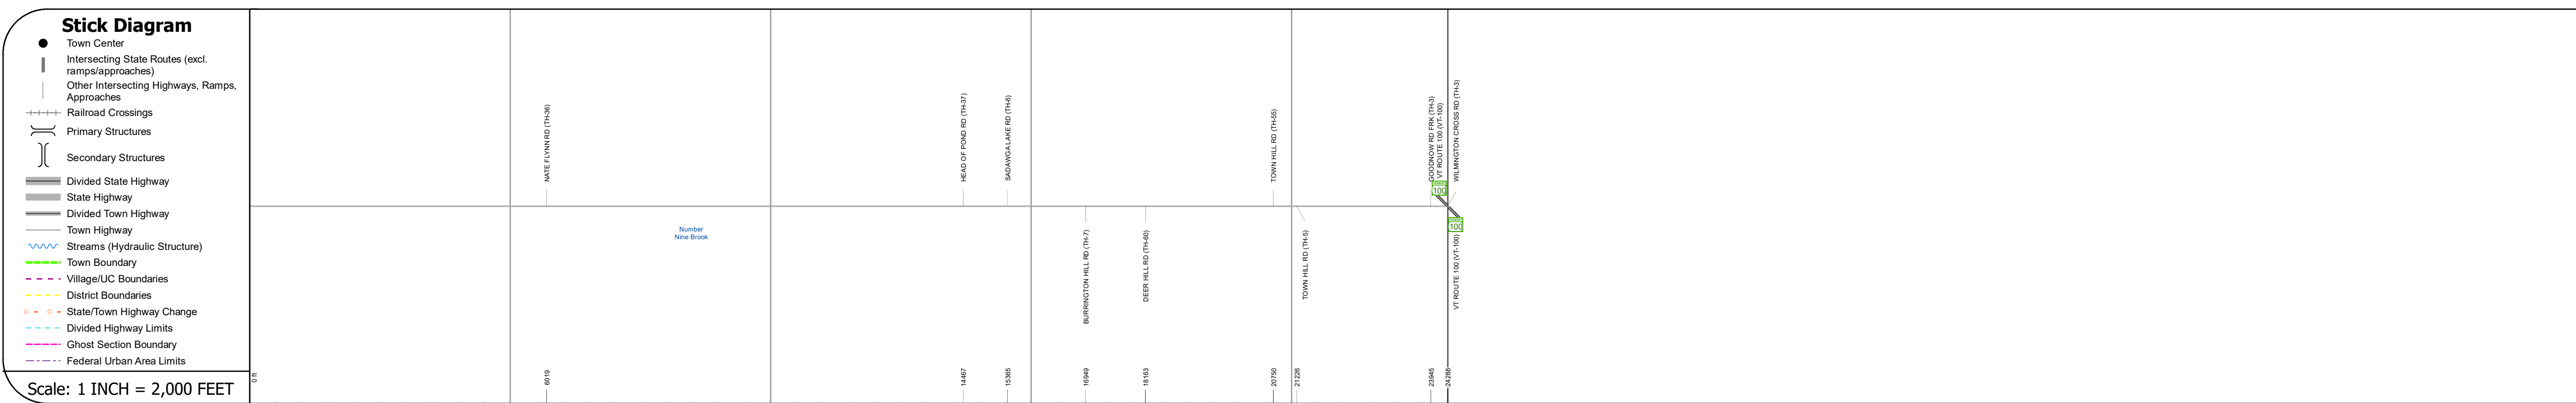 Stick Diagram
Town Center
Intersecting State Routes (excl.
ramps/approaches)
Other Intersecting Highways, Ramps,
Approaches
Railroad Crossings
Primary Structures
Secondary Structures
Divided State Highway
State Highway
Divided Town Highway
Town Highway
Streams (Hydraulic Structure)
Town Boundary
Village/UC Boundaries
District Boundaries
State/Town Highway Change
Divided Highway Limits
Ghost Section Boundary
Federal Urban Area Limits
Scale: 1 INCH = 2,000 FEET
NATE FLYNN RD (TH-36)
HEAD OF POND RD (TH-37)
SADAWGA LAKE RD (TH-6)
TOWN HILL RD (TH-55)
GOODNOW RD FRK (TH-3)
VT ROUTE 100 (VT-100)
WILMINGTON CROSS RD (TH-3)
100
100
Number
Nine Brook
BURRINGTON HILL RD (TH-7)
DEER HILL RD (TH-60)
TOWN HILL RD (TH-5)
VT ROUTE 100 (VT-100)
0 ft
6019
14467
15365
16949
18163
20750
21226
23945
24288